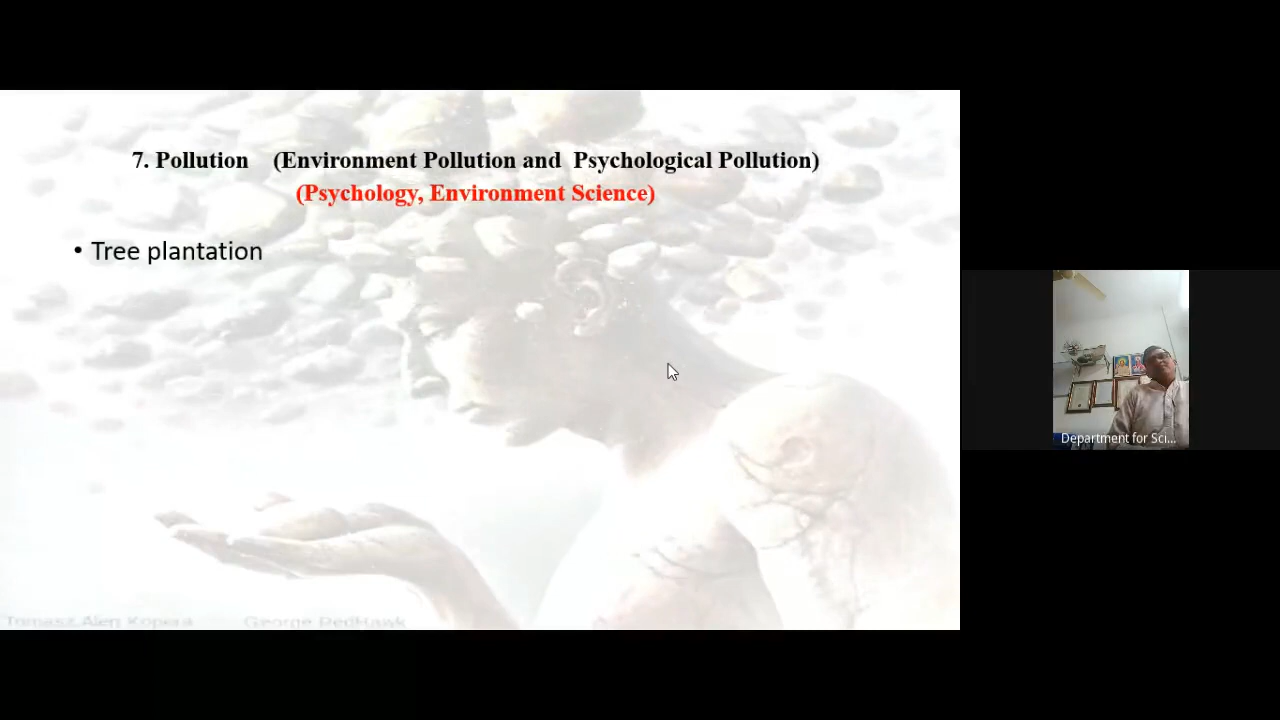 7. Pollution (Environment Pollution and Psychological Pollution)
(Psychology, Environment Science)
• Tree plantation
Tomasz Alen Kopera George RedHawk
Department for Sci...